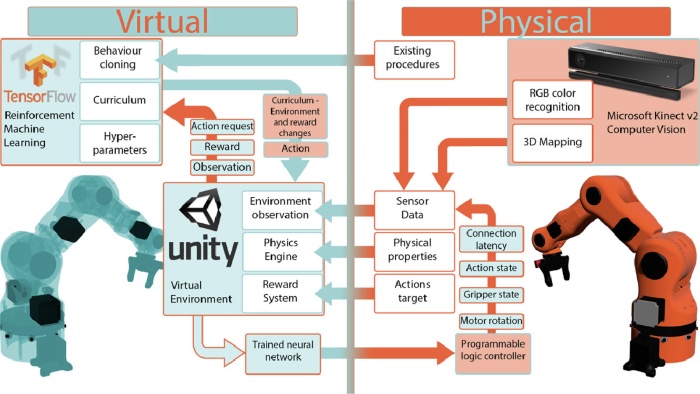 Virtual
Physical
TensorFlow
Reinforcement
Machine
Learning
Behaviour
cloning
Curriculum
Hyper-
parameters
Existing
procedures
RGB color
recognition
3D Mapping
Microsoft Kinect v2
Computer Vision
Curriculum -
Environment
and reward
changes
Action
Action request
Reward
Observation
unity
Virtual
Environment
Environment
observation
Physics
Engine
Reward
System
Sensor
Data
Physical
properties
Actions
target
Connection
latency
Action state
Gripper state
Motor rotation
Trained neural
network
Programmable
logic controller